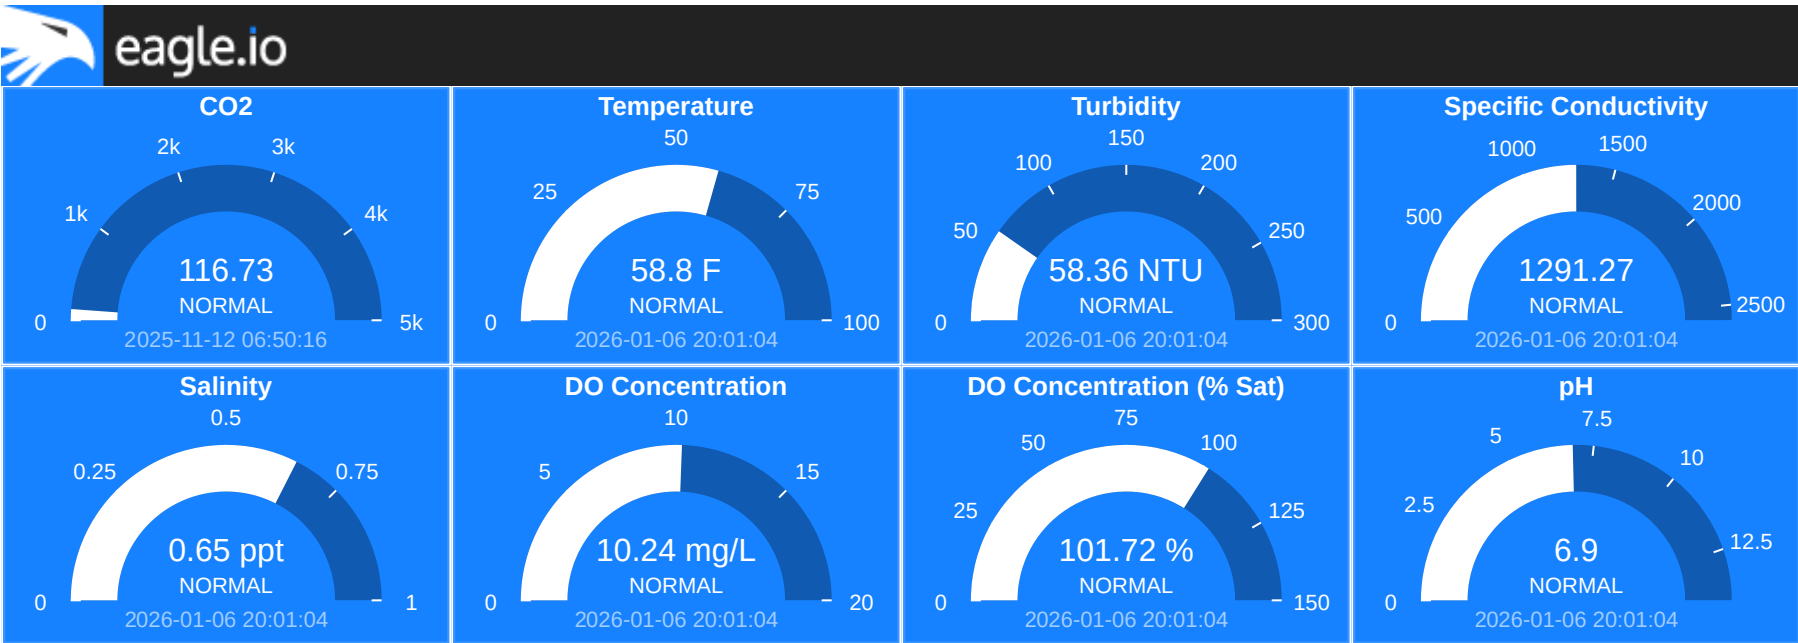 eagle.io
CO2
2k
3k
1k
4k
116.73
NORMAL
0
5k
2025-11-12 06:50:16
Temperature
50
25
75
58.8 F
NORMAL
0
100
2026-01-06 20:01:04
Turbidity
150
100
200
50
250
58.36 NTU
NORMAL
0
300
2026-01-06 20:01:04
Specific Conductivity
1000
1500
500
2000
1291.27
NORMAL
2500
0
2026-01-06 20:01:04
Salinity
0.5
0.25
0.75
0.65 ppt
NORMAL
0
1
2026-01-06 20:01:04
DO Concentration
10
5
15
10.24 mg/L
NORMAL
0
20
2026-01-06 20:01:04
DO Concentration (% Sat)
75
50
100
25
125
101.72 %
NORMAL
0
150
2026-01-06 20:01:04
pH
7.5
5
10
2.5
12.5
6.9
NORMAL
0
2026-01-06 20:01:04